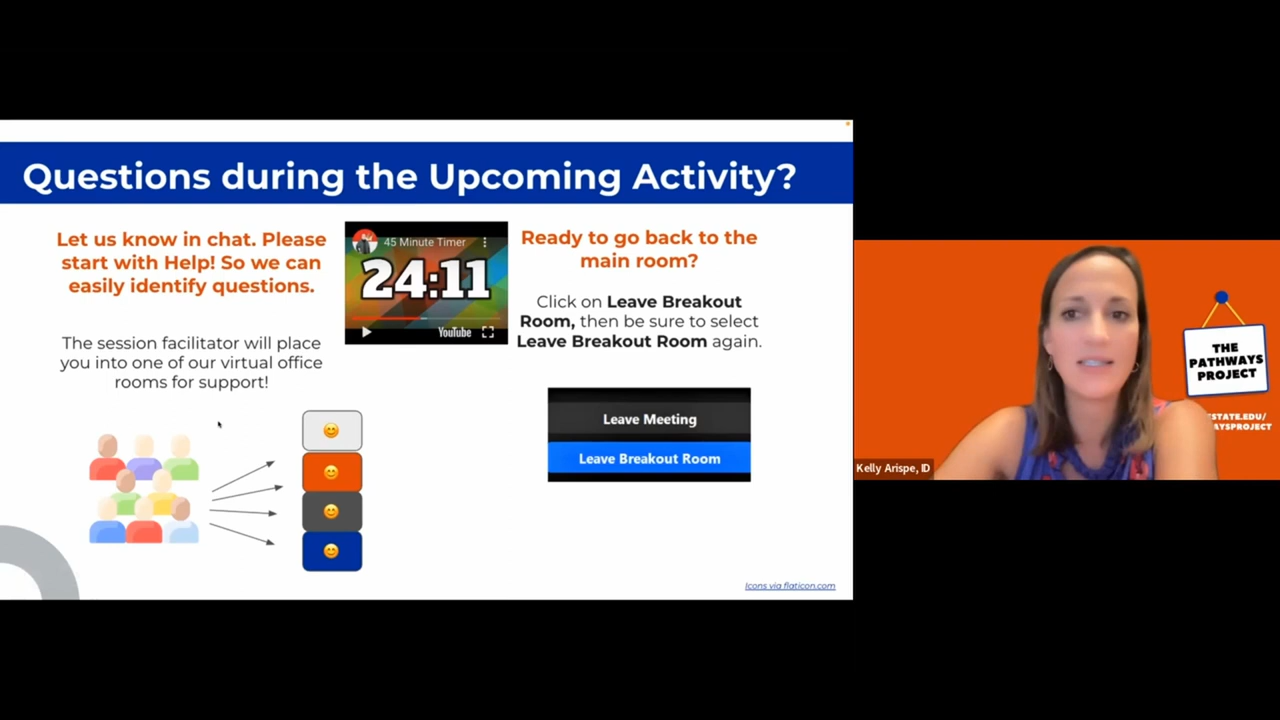 Questions during the Upcoming Activity?
Let us know in chat. Please
start with Help! So we can
easily identify questions.
The session facilitator will place
you into one of our virtual office
rooms for support!
45 Minute Timer
24:11
YouTube
Ready to go back to the
main room?
Click on Leave Breakout
Room, then be sure to select
Leave Breakout Room again.
Leave Meeting
Leave Breakout Room
Icons via flaticon.com
THE
PATHWAYS
PROJECT
STATE.EDU/
AYSPROJECT
Kelly Arispe, ID